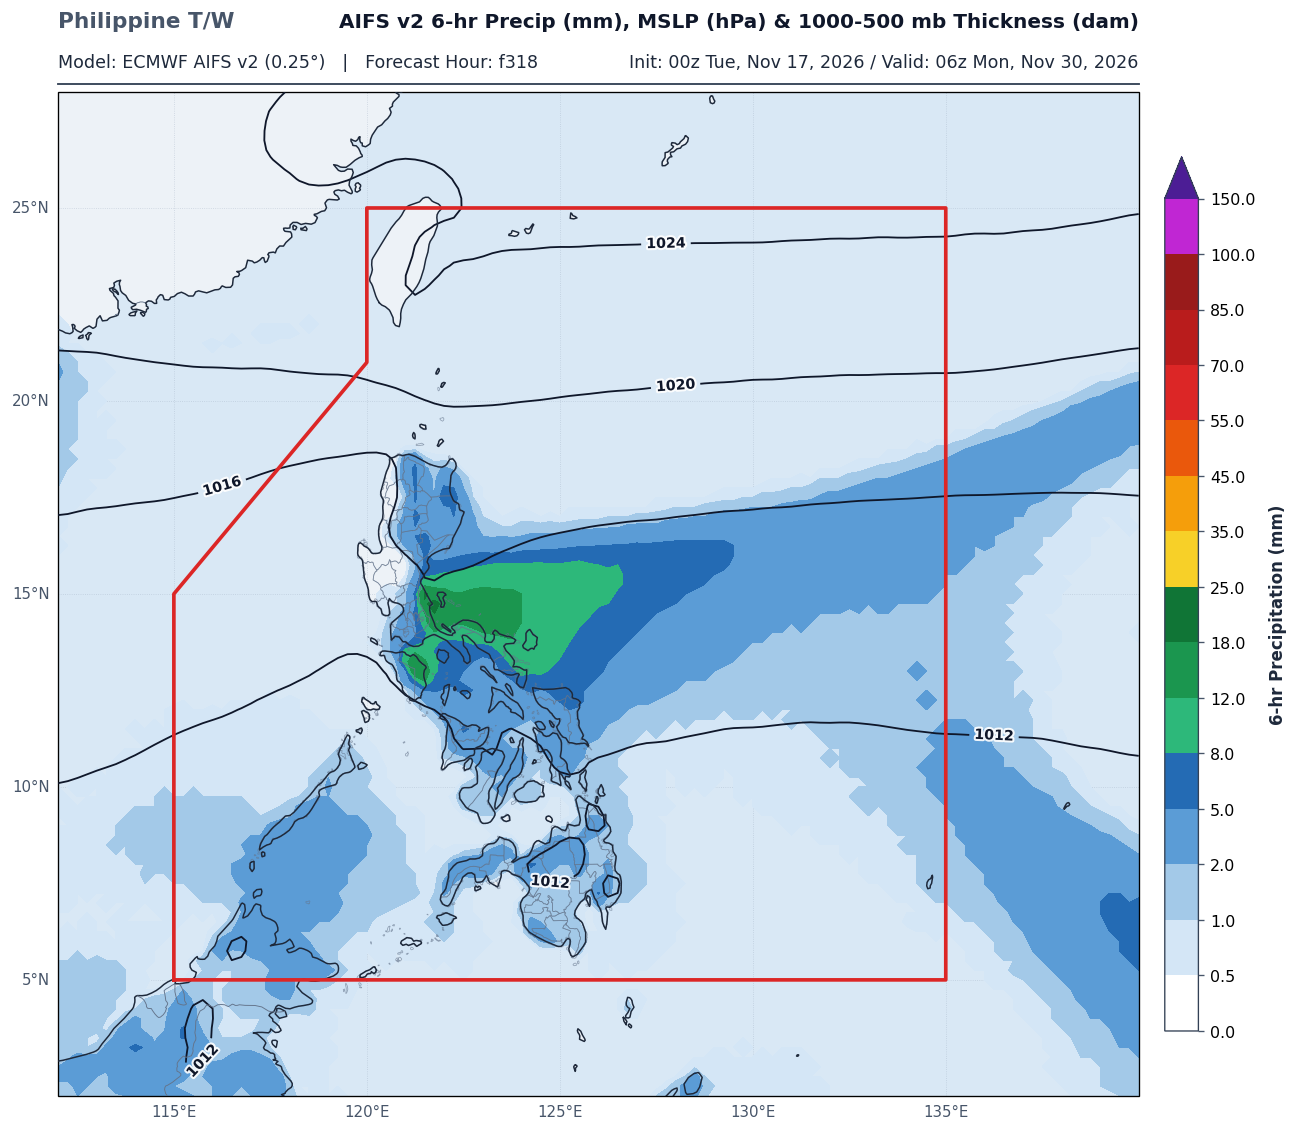 Philippine T/W
AIFS v2 6-hr Precip (mm), MSLP (hPa) & 1000-500 mb Thickness (dam)
Model: ECMWF AIFS v2 (0.25°) | Forecast Hour: f318
Init: 00z Tue, Nov 17, 2026 / Valid: 06z Mon, Nov 30, 2026
25°N
20°N
15°N
10°N
5°N
115°E
120°E
125°E
130°E
135°E
1024
1020
1016
1012
1012
1012
150.0
100.0
85.0
70.0
55.0
45.0
35.0
25.0
18.0
12.0
8.0
5.0
2.0
1.0
0.5
0.0
6-hr Precipitation (mm)